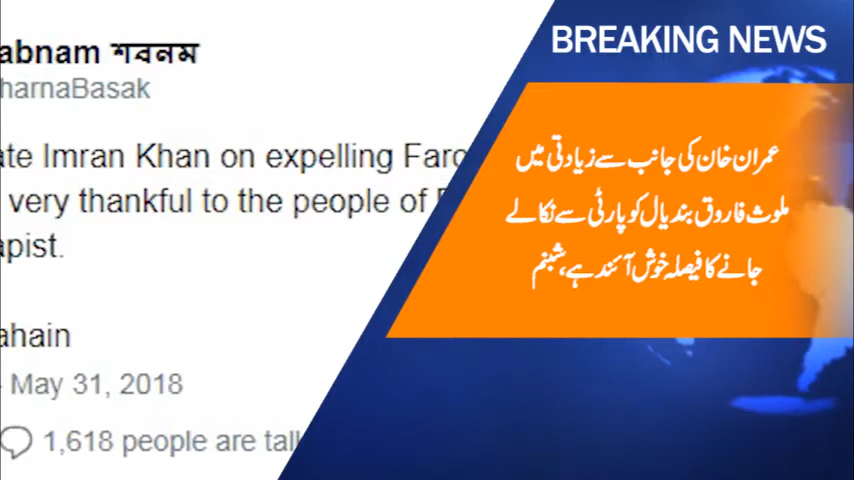 abnam শবনম
harnaBasak
ate Imran Khan on expelling Faro
very thankful to the people of
apist.
ahain
- May 31, 2018
1,618 people are tall
BREAKING NEWS
عمران خان کی جانب سے زیادتی میں
ملوث فاروق بندیال کو پارٹی سے نکالے
جانے کا فیصلہ خوش آئند ہے، شبنم